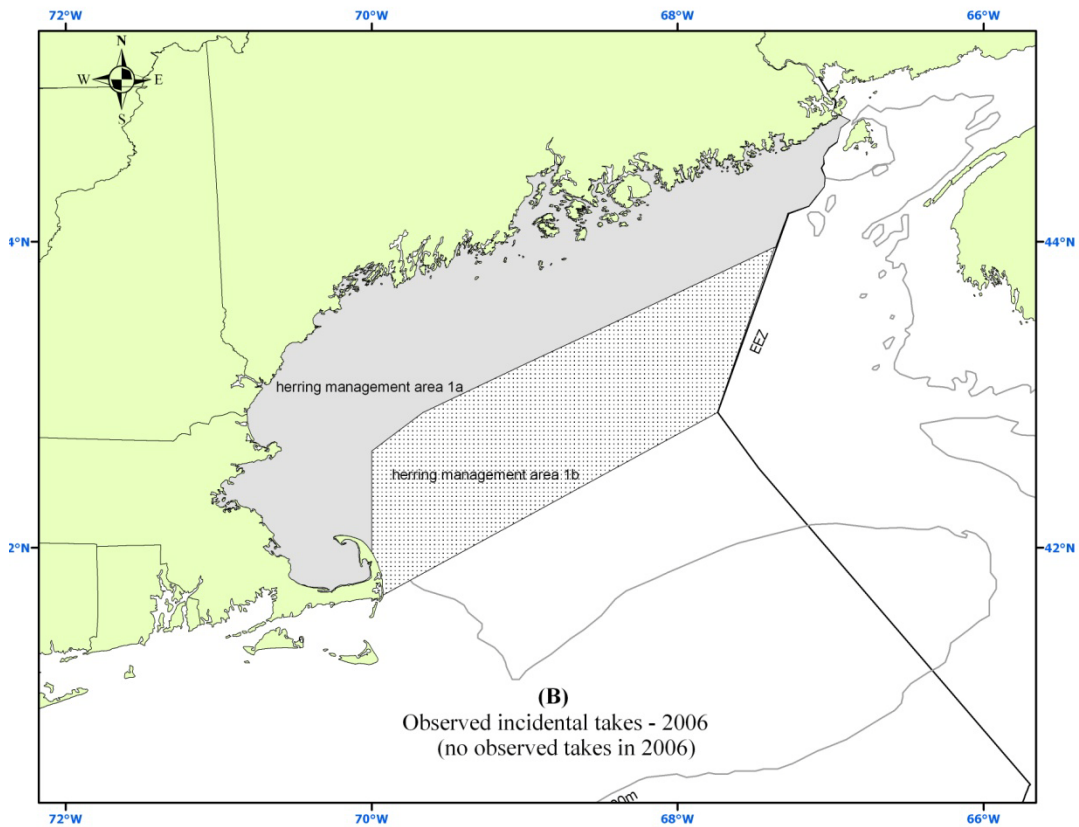 72°W 70°W 68°W 66°W
N
W E
S
4°N 44°N
EEZ
herring management area 1a
herring management area 1b
2°N 42°N
(B)
Observed incidental takes - 2006
(no observed takes in 2006)
72°W 70°W 68°W 66°W